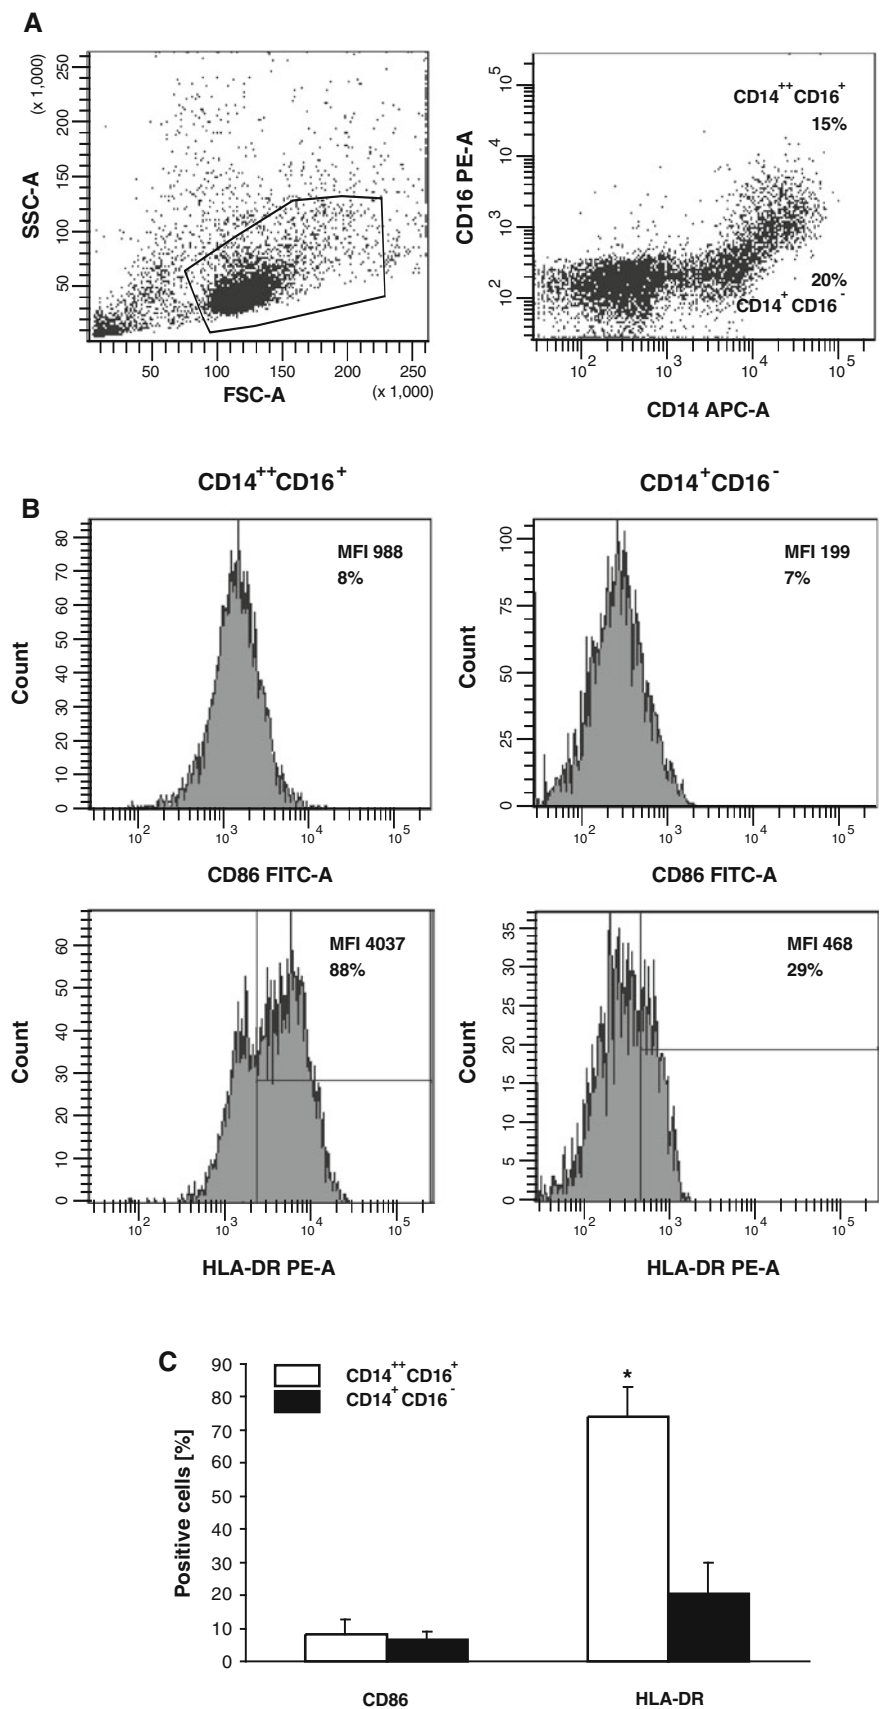 A
(x 1,000)
250
200
150
100
50
SSC-A
50 100 150 200 250
FSC-A (x 1,000)
CD16 PE-A
10^5
10^4
10^3
10^2
CD14++CD16+
15%
20%
CD14+ CD16-
10^2 10^3 10^4 10^5
CD14 APC-A
B
CD14++CD16+
CD14+CD16-
Count
80
70
60
50
40
30
20
10
0
MFI 988
8%
10^2 10^3 10^4 10^5
CD86 FITC-A
Count
100
75
50
25
0
MFI 199
7%
10^2 10^3 10^4 10^5
CD86 FITC-A
Count
60
50
40
30
20
10
0
MFI 4037
88%
10^2 10^3 10^4 10^5
HLA-DR PE-A
Count
35
30
25
20
15
10
5
0
MFI 468
29%
10^2 10^3 10^4 10^5
HLA-DR PE-A
C
Positive cells [%]
90
80
70
60
50
40
30
20
10
0
CD14++ CD16+
CD14+ CD16-
*
CD86 HLA-DR